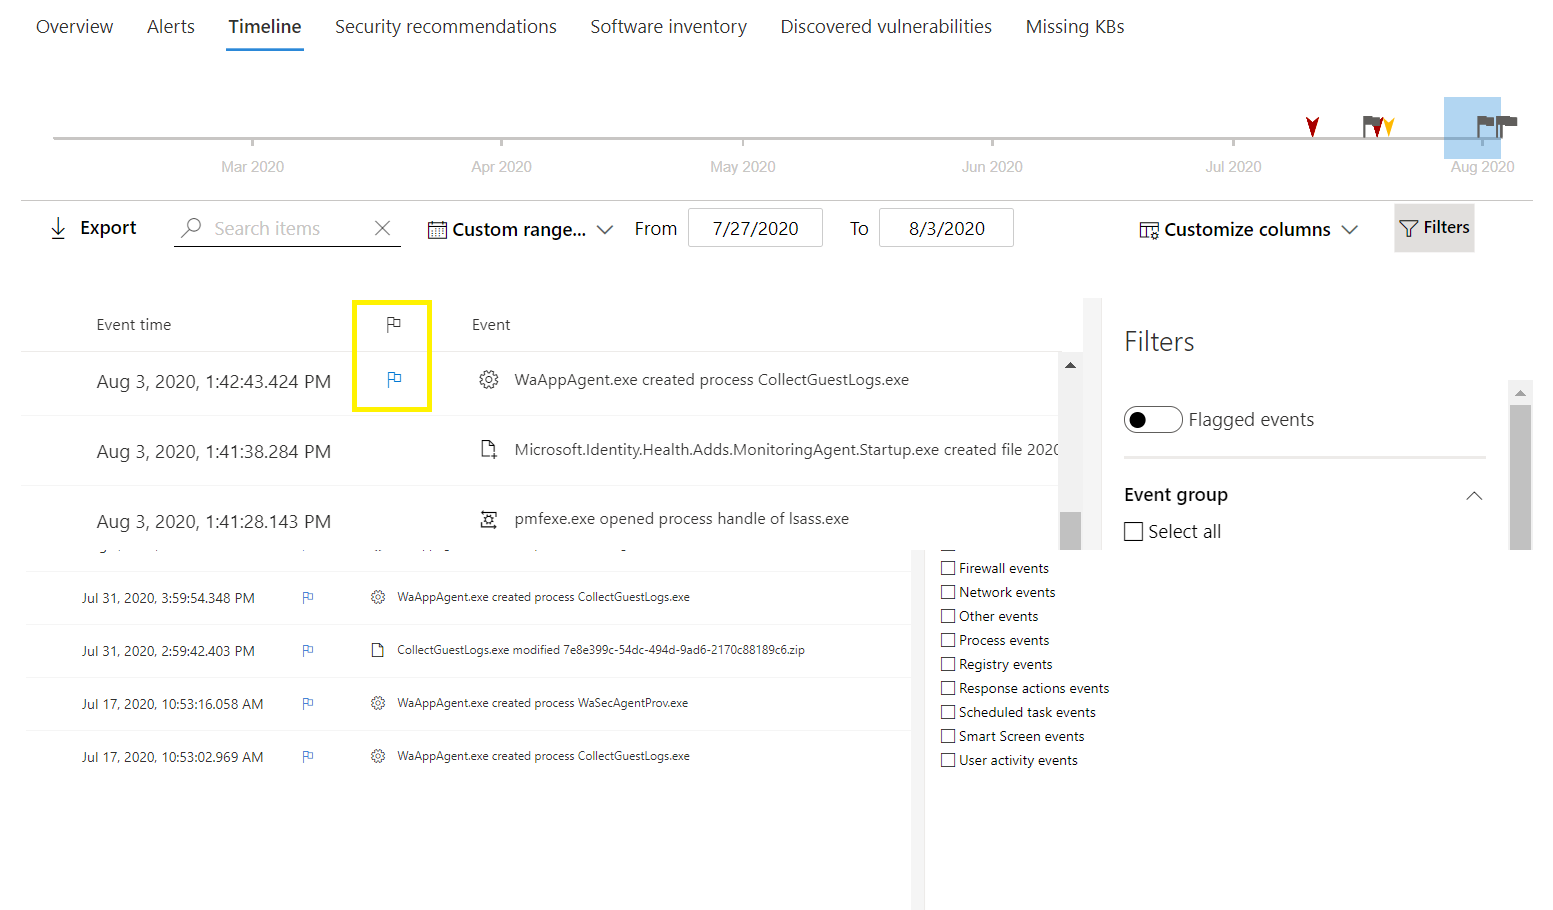 Overview Alerts Timeline Security recommendations Software inventory Discovered vulnerabilities Missing KBs
Mar 2020 Apr 2020 May 2020 Jun 2020 Jul 2020 Aug 2020
Export Search items Custom range... From 7/27/2020 To 8/3/2020 Customize columns Filters
Event time Event
Aug 3, 2020, 1:42:43.424 PM WaAppAgent.exe created process CollectGuestLogs.exe
Aug 3, 2020, 1:41:38.284 PM Microsoft.Identity.Health.Adds.MonitoringAgent.Startup.exe created file 2020
Aug 3, 2020, 1:41:28.143 PM pmfexe.exe opened process handle of lsass.exe
Jul 31, 2020, 3:59:54.348 PM WaAppAgent.exe created process CollectGuestLogs.exe
Jul 31, 2020, 2:59:42.403 PM CollectGuestLogs.exe modified 7e8e399c-54dc-494d-9ad6-2170c88189c6.zip
Jul 17, 2020, 10:53:16.058 AM WaAppAgent.exe created process WaSecAgentProv.exe
Jul 17, 2020, 10:53:02.969 AM WaAppAgent.exe created process CollectGuestLogs.exe
Filters
Flagged events
Event group
Select all
Firewall events
Network events
Other events
Process events
Registry events
Response actions events
Scheduled task events
Smart Screen events
User activity events